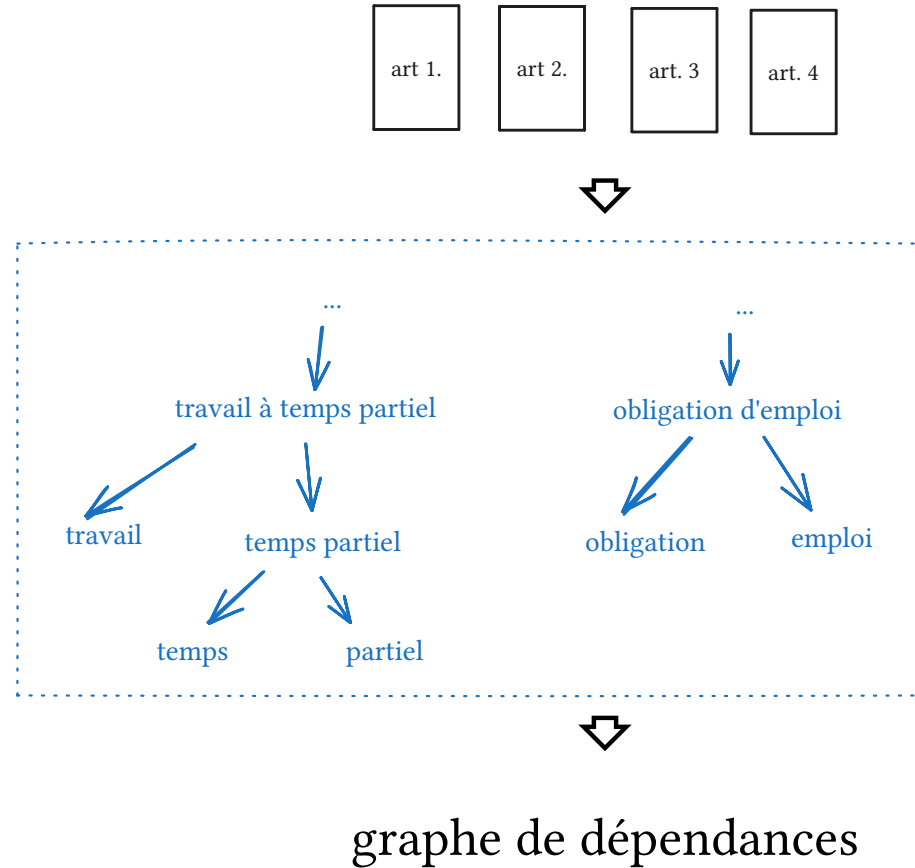 art 1.
art 2.
art. 3
art. 4
...
...
travail à temps partiel
obligation d'emploi
travail
temps partiel
obligation
emploi
temps
partiel
graphe de dépendances